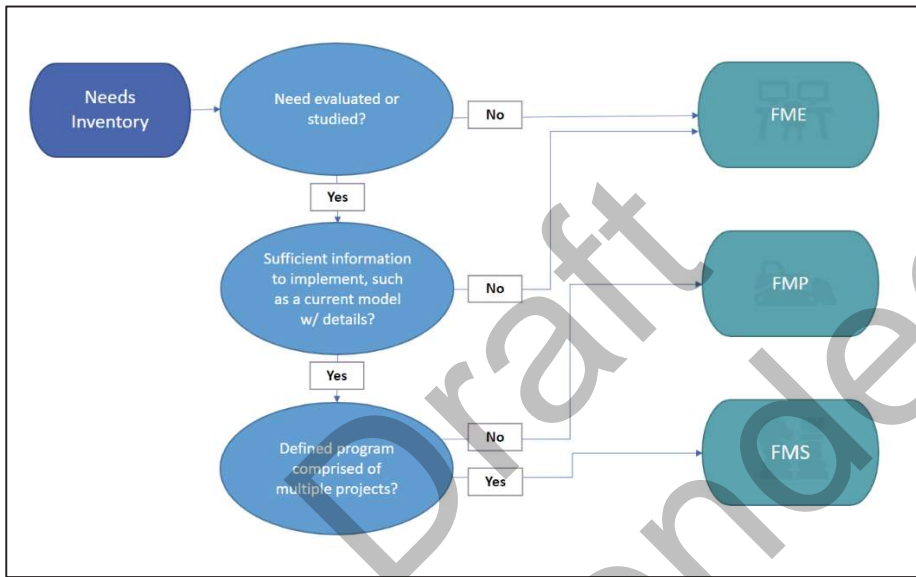 Needs
Inventory
Need evaluated or
studied?
No
FME
Yes
Sufficient information
to implement, such
as a current model
w/ details?
No
FMP
Yes
Defined program
comprised of
multiple projects?
No
Yes
FMS
Draft